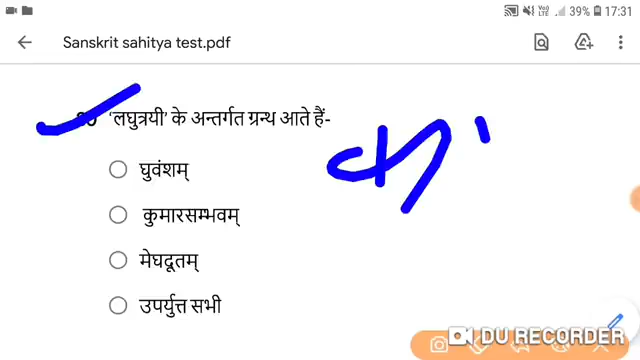 39% 17:31
Sanskrit sahitya test.pdf
'लघुत्रयी' के अन्तर्गत ग्रन्थ आते हैं-
घुवंशम्
कुमारसम्भवम्
मेघदूतम्
उपर्युत्त सभी
DU RECORDER